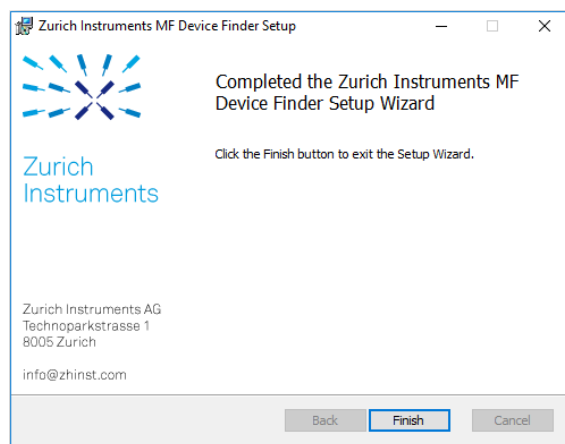 Zurich Instruments MF Device Finder Setup
Completed the Zurich Instruments MF
Device Finder Setup Wizard
Click the Finish button to exit the Setup Wizard.
Zurich
Instruments
Zurich Instruments AG
Technoparkstrasse 1
8005 Zurich
info@zhinst.com
Back
Finish
Cancel